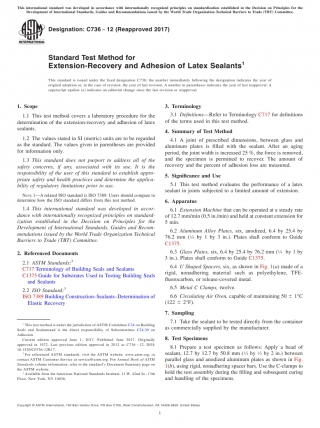 This international standard was developed in accordance with internationally recognized principles on standardization established in the Decision on Principles for the
Development of International Standards, Guides and Recommendations issued by the World Trade Organization Technical Barriers to Trade (TBT) Committee.
Designation: C736 − 12 (Reapproved 2017)
INTERNATIONAL
Standard Test Method for
Extension-Recovery and Adhesion of Latex Sealants1
This standard is issued under the fixed designation C736; the number immediately following the designation indicates the year of
original adoption or, in the case of revision, the year of last revision. A number in parentheses indicates the year of last reapproval. A
superscript epsilon (ε) indicates an editorial change since the last revision or reapproval.
1. Scope
1.1 This test method covers a laboratory procedure for the
determination of the extension-recovery and adhesion of latex
sealants.
1.2 The values stated in SI (metric) units are to be regarded
as the standard. The values given in parentheses are provided
for information only.
1.3 This standard does not purport to address all of the
safety concerns, if any, associated with its use. It is the
responsibility of the user of this standard to establish appro-
priate safety and health practices and determine the applica-
bility of regulatory limitations prior to use.
NOTE 1—A related ISO standard is ISO 7389. Users should compare to
determine how the ISO standard differs from this test method.
1.4 This international standard was developed in accor-
dance with internationally recognized principles on standard-
ization established in the Decision on Principles for the
Development of International Standards, Guides and Recom-
mendations issued by the World Trade Organization Technical
Barriers to Trade (TBT) Committee.
2. Referenced Documents
2.1 ASTM Standards:2
C717 Terminology of Building Seals and Sealants
C1375 Guide for Substrates Used in Testing Building Seals
and Sealants
2.2 ISO Standard:3
ISO 7389 Building Construction–Sealants–Determination of
Elastic Recovery
1 This test method is under the jurisdiction of ASTM Committee C24 on Building
Seals and Sealants and is the direct responsibility of Subcommittee C24.30 on
Adhesion.
Current edition approved June 1, 2017. Published June 2017. Originally
approved in 1972. Last previous edition approved in 2012 as C736 – 12. DOI:
10.1520/C0736-12R17.
2 For referenced ASTM standards, visit the ASTM website, www.astm.org, or
contact ASTM Customer Service at service@astm.org. For Annual Book of ASTM
Standards volume information, refer to the standard's Document Summary page on
the ASTM website.
3 Available from American National Standards Institute, 11 W. 42nd St., 13th
Floor, New York, NY 10036.
3. Terminology
3.1 Definitions—Refer to Terminology C717 for definitions
of the terms used in this test method.
4. Summary of Test Method
4.1 A joint of prescribed dimensions, between glass and
aluminum plates is filled with the sealant. After an aging
period, the joint width is increased 25 %, the force is removed,
and the specimen is permitted to recover. The amount of
recovery and the percent of adhesion loss are measured.
5. Significance and Use
5.1 This test method evaluates the performance of a latex
sealant in joints subjected to a limited amount of extension.
6. Apparatus
6.1 Extension Machine that can be operated at a steady rate
of 12.7 mm/min (0.5 in./min) and held at constant extension for
5 min.
6.2 Aluminum Alloy Plates, six, anodized, 6.4 by 25.4 by
76.2 mm (¼ by 1 by 3 in.). Plates shall conform to Guide
C1375.
6.3 Glass Plates, six, 6.4 by 25.4 by 76.2 mm (¼ by 1 by
3 in.). Plates shall conform to Guide C1375.
6.4 U Shaped Spacers, six, as shown in Fig. 1(a) made of a
rigid, nonadhering material such as polyethylene, TFE-
fluorocarbon, or release-covered metal.
6.5 Metal C Clamps, twelve.
6.6 Circulating Air Oven, capable of maintaining 50 ± 1°C
(122 ± 2°F).
7. Sampling
7.1 Take the sealant to be tested directly from the container
as commercially supplied by the manufacturer.
8. Test Specimens
8.1 Prepare a test specimen as follows: Apply a bead of
sealant, 12.7 by 12.7 by 50.8 mm (½ by ½ by 2 in.) between
parallel glass and anodized aluminum plates as shown in Fig.
1(b), using rigid, nonadhering spacer bars. Use the C-clamps to
hold the test assembly during the filling and subsequent curing
and handling of the specimens.
Copyright © ASTM International, 100 Barr Harbor Drive, PO Box C700, West Conshohocken, PA 19428-2959. United States
1